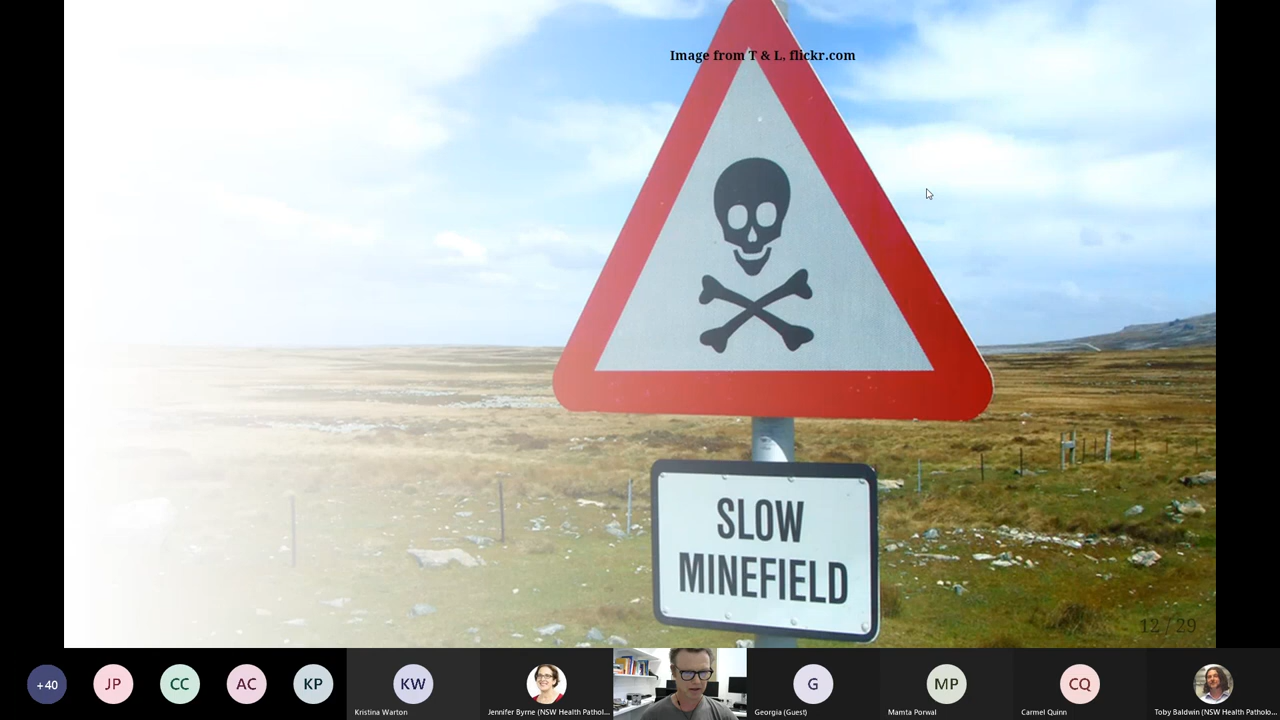 Image from T & L, flickr.com
SLOW
MINEFIELD
12 / 29
+40
JP
CC
AC
KP
KW
Kristina Warton
Jennifer Byrne (NSW Health Pathol...
G
Georgia (Guest)
MP
Mamta Porwal
CQ
Carmel Quinn
Toby Baldwin (NSW Health Patholo...